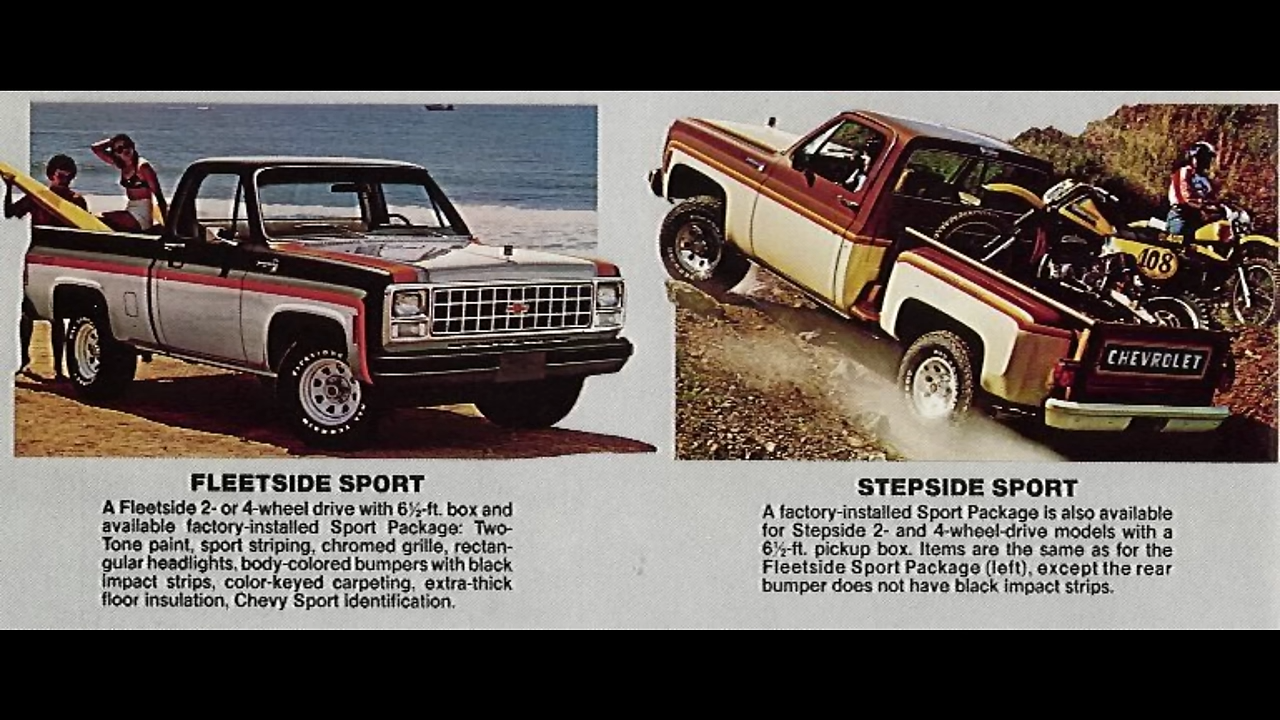 FIRESTONE
108
CHEVROLET
FLEETSIDE SPORT
A Fleetside 2- or 4-wheel drive with 6½-ft. box and
available factory-installed Sport Package: Two-
Tone paint, sport striping, chromed grille, rectan-
gular headlights, body-colored bumpers with black
impact strips, color-keyed carpeting, extra-thick
floor insulation, Chevy Sport identification.
STEPSIDE SPORT
A factory-installed Sport Package is also available
for Stepside 2- and 4-wheel-drive models with a
6½-ft. pickup box. Items are the same as for the
Fleetside Sport Package (left), except the rear
bumper does not have black impact strips.